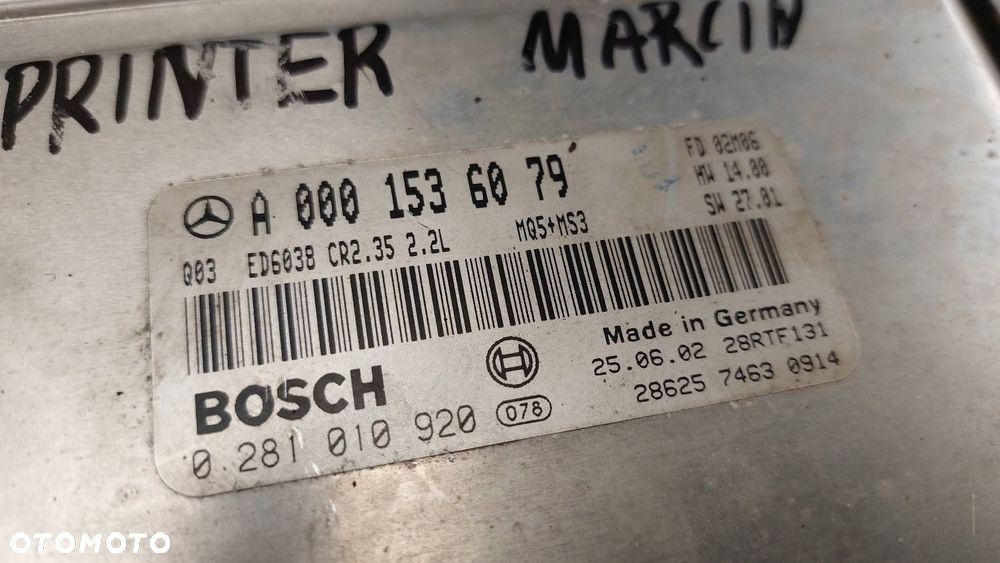 PRINTER MARCIN
FD 02M06
A 000 153 60 79
HW 14.00
SW 27.01
Q03 ED6038 CR2.35 2.2L MQ5+MS3
Made in Germany
BOSCH
25.06.02 28RTF131
0 281 010 920 078
28625 7463 0914
OTOMOTO